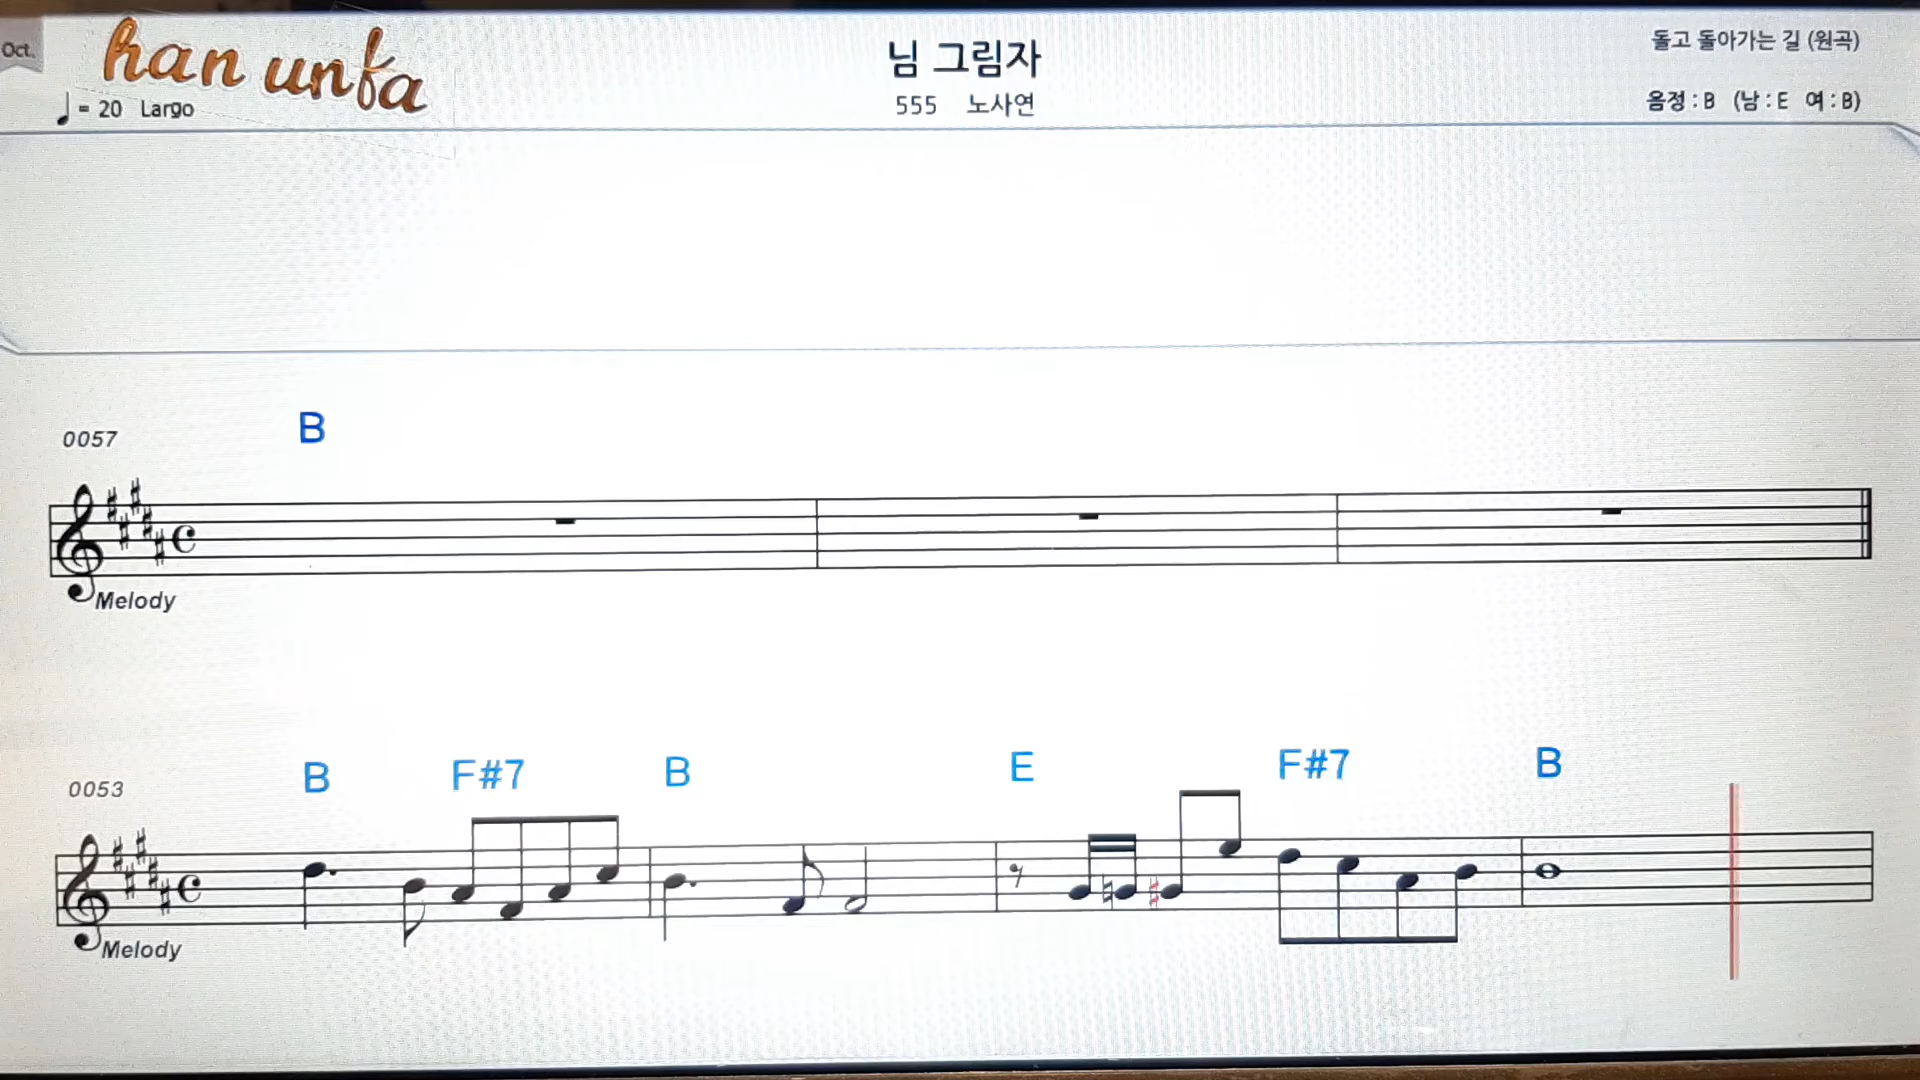 Oct.
han unfa
= 20 Largo
님 그림자
555 노사연
돌고 돌아가는 길 (원곡)
음정 : B (남 : E 여 : B)
0057
B
Melody
0053
B F#7 B E F#7 B
Melody